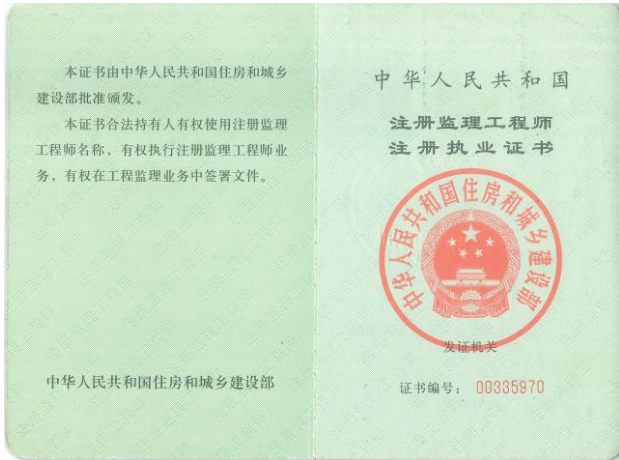 本证书由中华人民共和国住房和城乡
建设部批准颁发。
本证书合法持有人有权使用注册监理
工程师名称，有权执行注册监理工程师业
务，有权在工程监理业务中签署文件。
中华人民共和国住房和城乡建设部
中华人民共和国
注册监理工程师
注册执业证书
中华人民共和国住房和城乡建设部
发证机关
证书编号：00335970